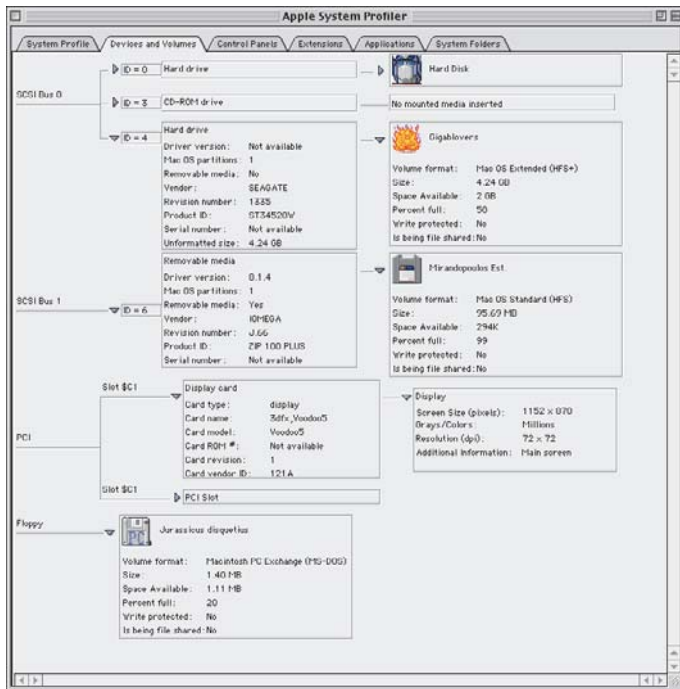 Apple System Profiler
System Profile Devices and Volumes Control Panels Extensions Applications System Folders
SCSI Bus 0
ID = 0 Hard drive
Hard Disk
ID = 3 CD-ROM drive
No mounted media inserted
ID = 4
Hard drive
Driver version: Not available
Mac OS partitions: 1
Removable media: No
Vendor: SEAGATE
Revision number: 1335
Product ID: ST34520W
Serial number: Not available
Unformatted size: 4.24 GB
Gigablovers
Volume format: Mac OS Extended (HFS+)
Size: 4.24 GB
Space Available: 2 GB
Percent full: 50
Write protected: No
Is being file shared: No
SCSI Bus 1
ID = 6
Removable media
Driver version: 0.1.4
Mac OS partitions: 1
Removable media: Yes
Vendor: IOMEGA
Revision number: J.66
Product ID: ZIP 100 PLUS
Serial number: Not available
Mirandopoulos Est.
Volume format: Mac OS Standard (HFS)
Size: 95.69 MB
Space Available: 294K
Percent full: 99
Write protected: No
Is being file shared: No
PCI
Slot $C1
Display card
Card type: display
Card name: 3dfx,Voodoo5
Card model: Voodoo5
Card ROM #: Not available
Card revision: 1
Card vendor ID: 121A
Display
Screen Size (pixels): 1152 x 870
Grays/Colors: Millions
Resolution (dpi): 72 x 72
Additional Information: Main screen
Slot $C1
PCI Slot
Floppy
PC
Jurassicus disquetius
Volume format: Macintosh PC Exchange (MS-DOS)
Size: 1.40 MB
Space Available: 1.11 MB
Percent full: 20
Write protected: No
Is being file shared: No